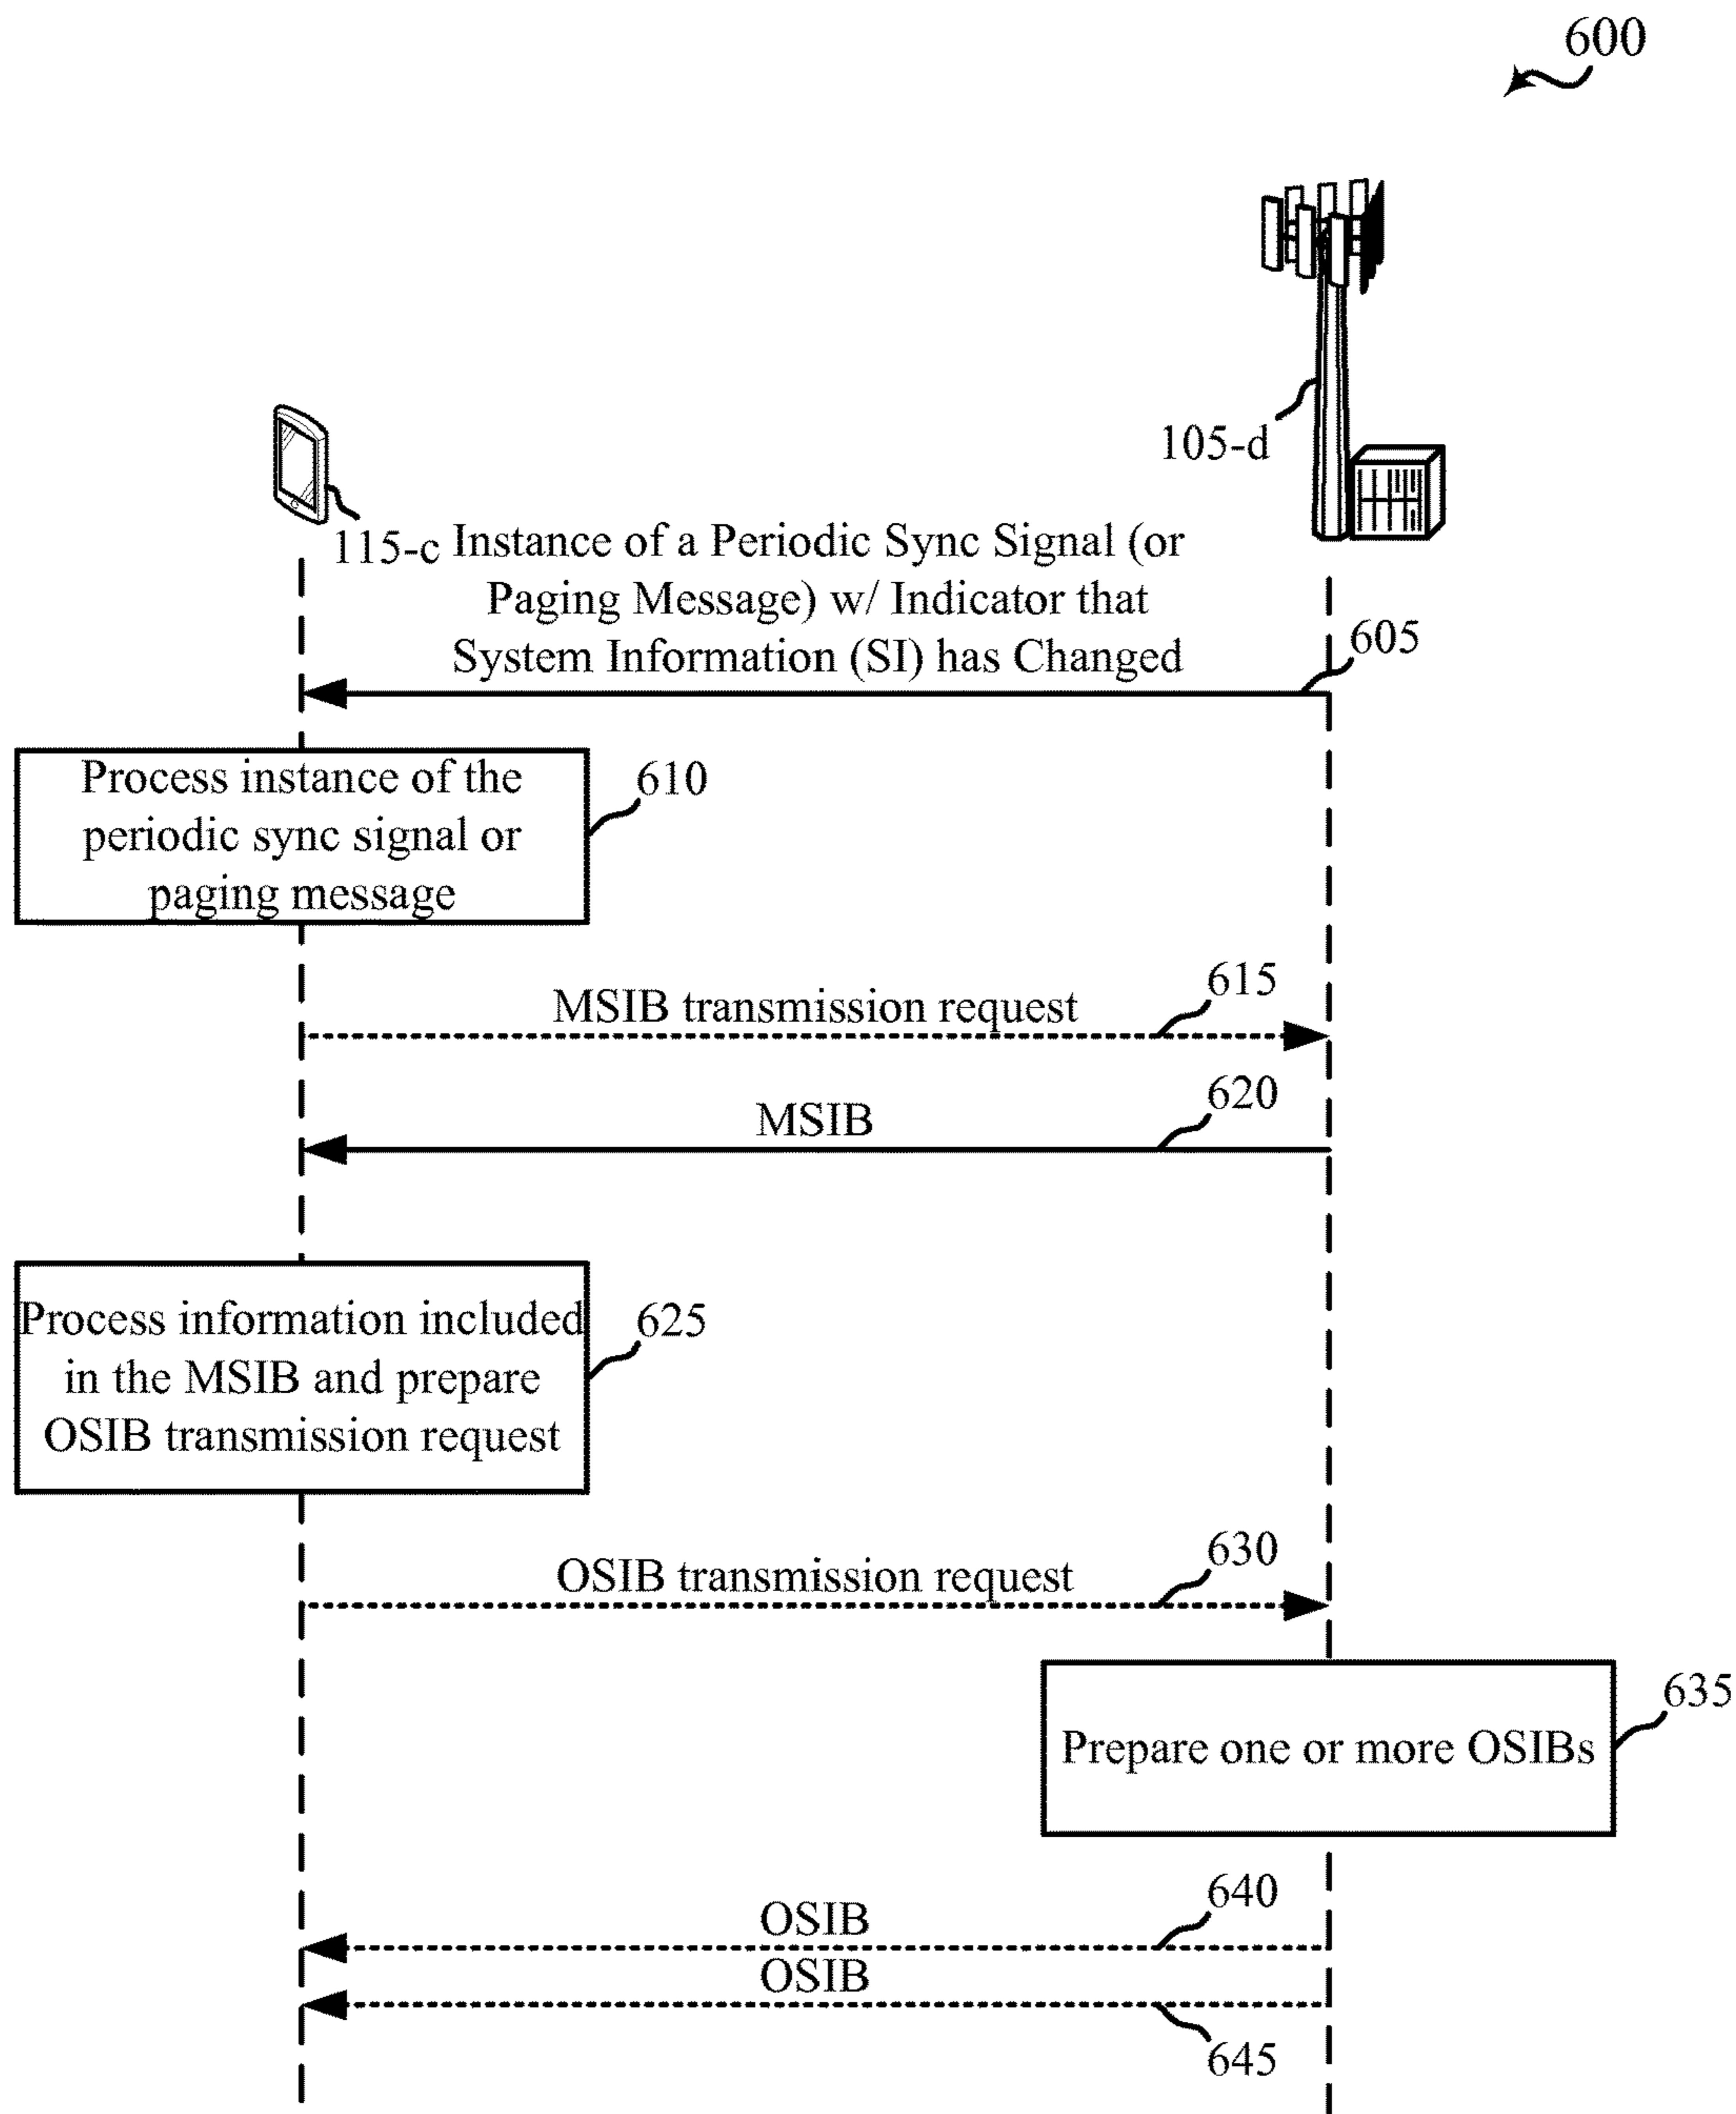 600
105-d
115-c
Instance of a Periodic Sync Signal (or
Paging Message) w/ Indicator that
System Information (SI) has Changed
605
Process instance of the
periodic sync signal or
paging message
610
MSIB transmission request
615
MSIB
620
Process information included
in the MSIB and prepare
OSIB transmission request
625
OSIB transmission request
630
Prepare one or more OSIBs
635
OSIB
640
OSIB
645